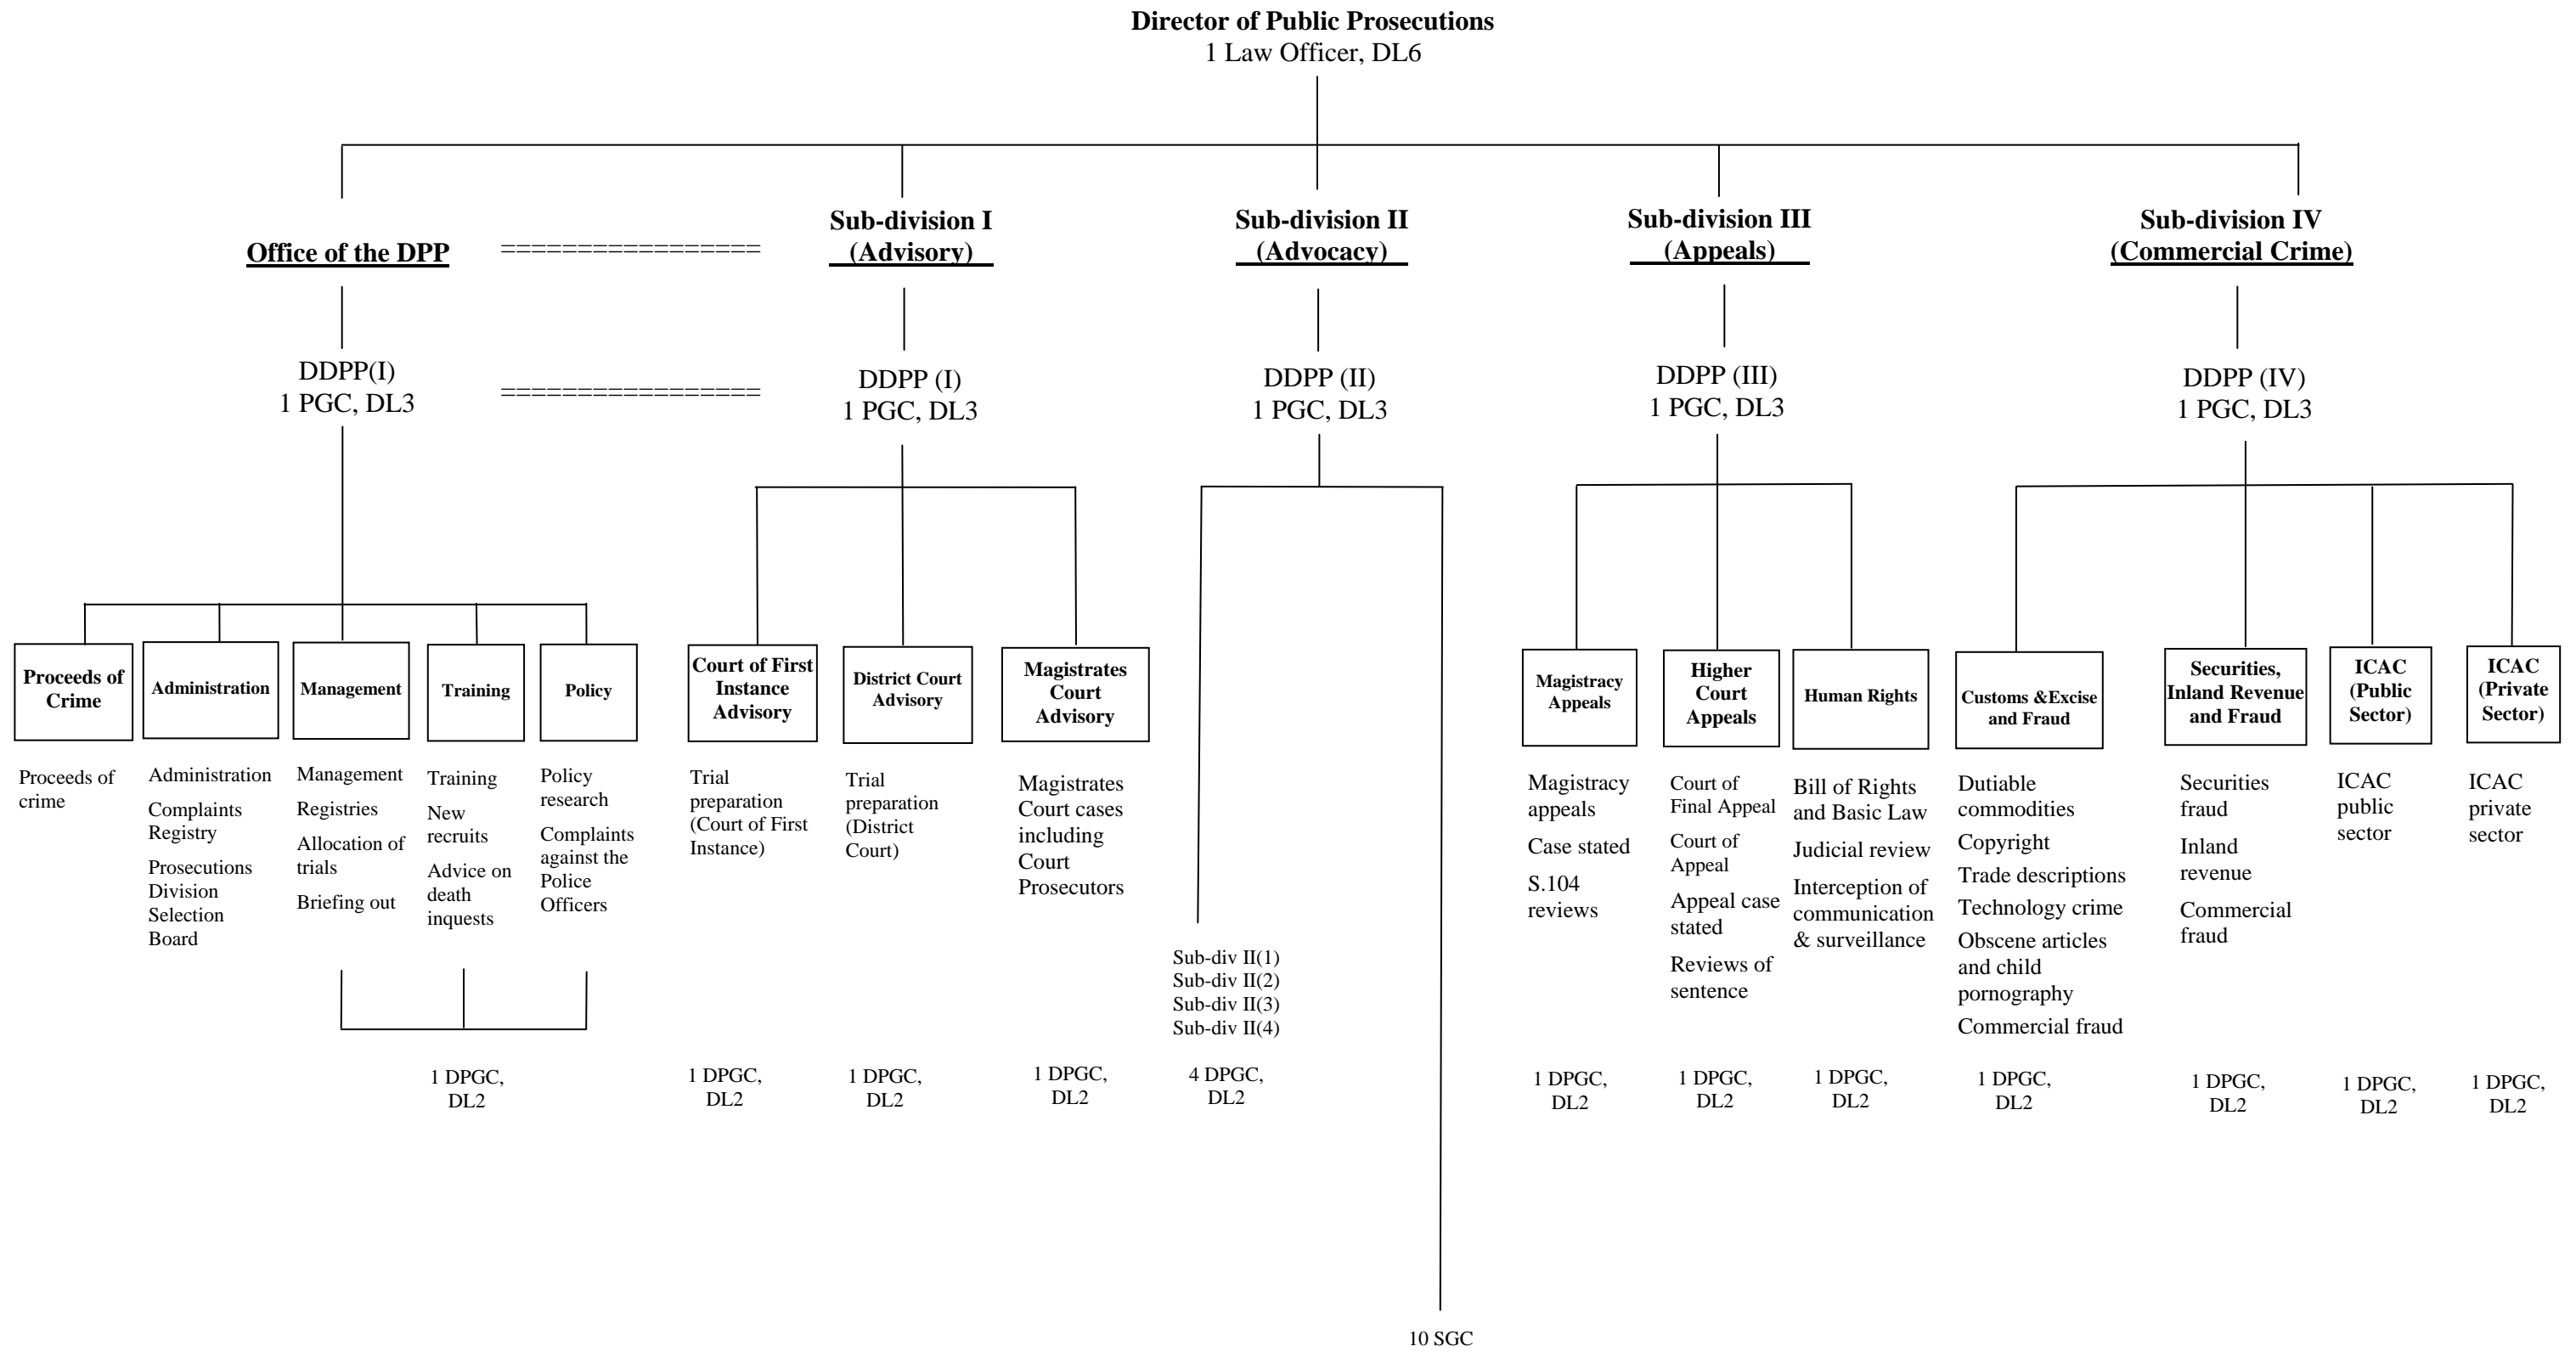 Director of Public Prosecutions
1 Law Officer, DL6
Office of the DPP
=================
Sub-division I
(Advisory)
Sub-division II
(Advocacy)
Sub-division III
(Appeals)
Sub-division IV
(Commercial Crime)
DDPP(I)
1 PGC, DL3
=================
DDPP (I)
1 PGC, DL3
DDPP (II)
1 PGC, DL3
DDPP (III)
1 PGC, DL3
DDPP (IV)
1 PGC, DL3
Proceeds of
Crime
Administration
Management
Training
Policy
Court of First
Instance
Advisory
District Court
Advisory
Magistrates
Court
Advisory
Magistracy
Appeals
Higher
Court
Appeals
Human Rights
Customs &Excise
and Fraud
Securities,
Inland Revenue
and Fraud
ICAC
(Public
Sector)
ICAC
(Private
Sector)
Proceeds of
crime
Administration
Complaints
Registry
Prosecutions
Division
Selection
Board
Management
Registries
Allocation of
trials
Briefing out
Training
New
recruits
Advice on
death
inquests
Policy
research
Complaints
against the
Police
Officers
Trial
preparation
(Court of First
Instance)
Trial
preparation
(District
Court)
Magistrates
Court cases
including
Court
Prosecutors
Sub-div II(1)
Sub-div II(2)
Sub-div II(3)
Sub-div II(4)
Magistracy
appeals
Case stated
S.104
reviews
Court of
Final Appeal
Court of
Appeal
Appeal case
stated
Reviews of
sentence
Bill of Rights
and Basic Law
Judicial review
Interception of
communication
& surveillance
Dutiable
commodities
Copyright
Trade descriptions
Technology crime
Obscene articles
and child
pornography
Commercial fraud
Securities
fraud
Inland
revenue
Commercial
fraud
ICAC
public
sector
ICAC
private
sector
1 DPGC,
DL2
1 DPGC,
DL2
1 DPGC,
DL2
1 DPGC,
DL2
4 DPGC,
DL2
1 DPGC,
DL2
1 DPGC,
DL2
1 DPGC,
DL2
1 DPGC,
DL2
1 DPGC,
DL2
1 DPGC,
DL2
1 DPGC,
DL2
10 SGC